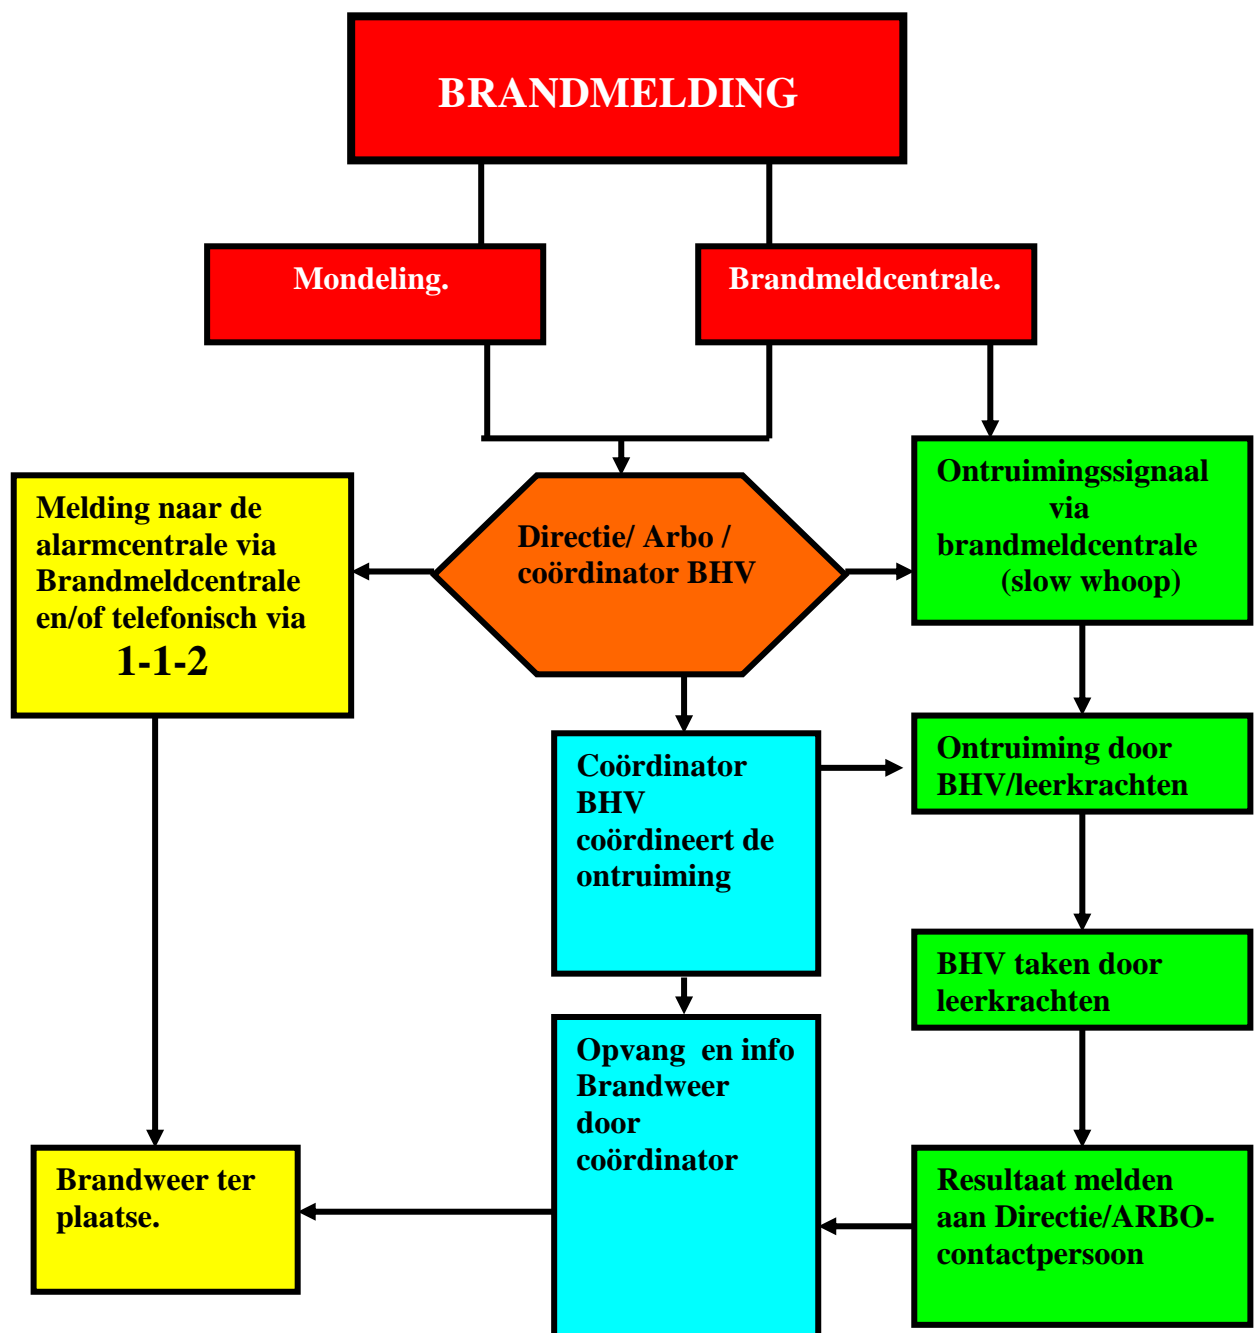 BRANDMELDING
Mondeling.
Brandmeldcentrale.
Melding naar de
alarmcentrale via
Brandmeldcentrale
en/of telefonisch via
1-1-2
Directie/ Arbo /
coördinator BHV
Ontruimingssignaal
via
brandmeldcentrale
(slow whoop)
Coördinator
BHV
coördineert de
ontruiming
Ontruiming door
BHV/leerkrachten
BHV taken door
leerkrachten
Opvang  en info
Brandweer
door
coördinator
Brandweer ter
plaatse.
Resultaat melden
aan Directie/ARBO-
contactpersoon